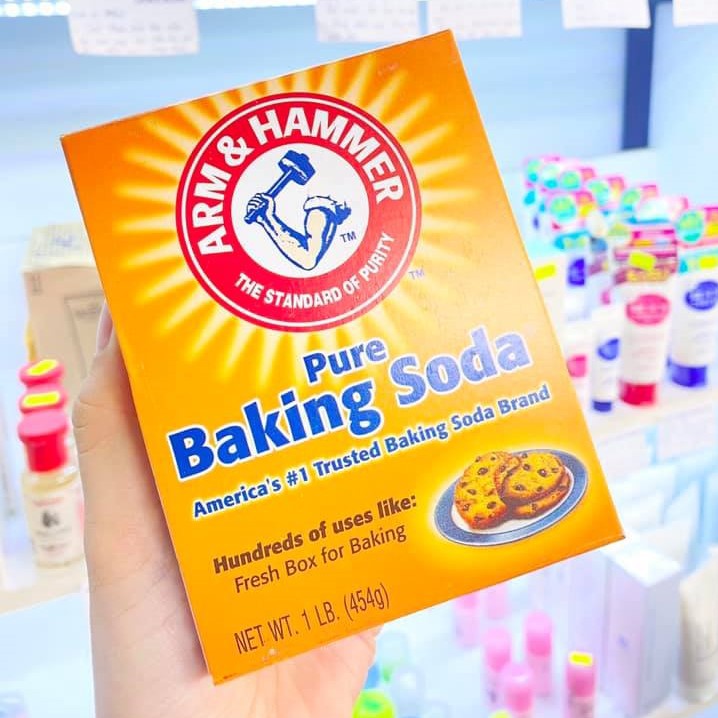 ARM & HAMMER
TM
THE STANDARD OF PURITY
TM
Pure
Baking Soda
America's #1 Trusted Baking Soda Brand
Hundreds of uses like:
Fresh Box for Baking
NET WT. 1 LB. (454g)